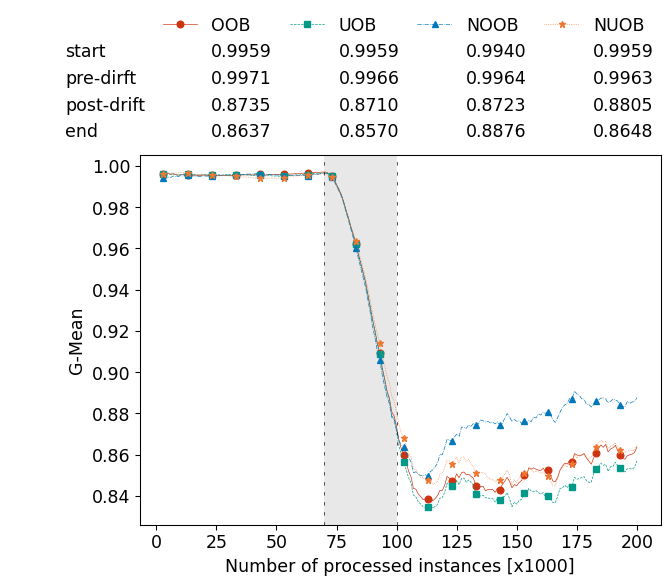 OOB UOB NOOB NUOB
start 0.9959 0.9959 0.9940 0.9959
pre-dirft 0.9971 0.9966 0.9964 0.9963
post-drift 0.8735 0.8710 0.8723 0.8805
end 0.8637 0.8570 0.8876 0.8648
1.00
0.98
0.96
0.94
0.92
0.90
0.88
0.86
0.84
G-Mean
0 25 50 75 100 125 150 175 200
Number of processed instances [x1000]